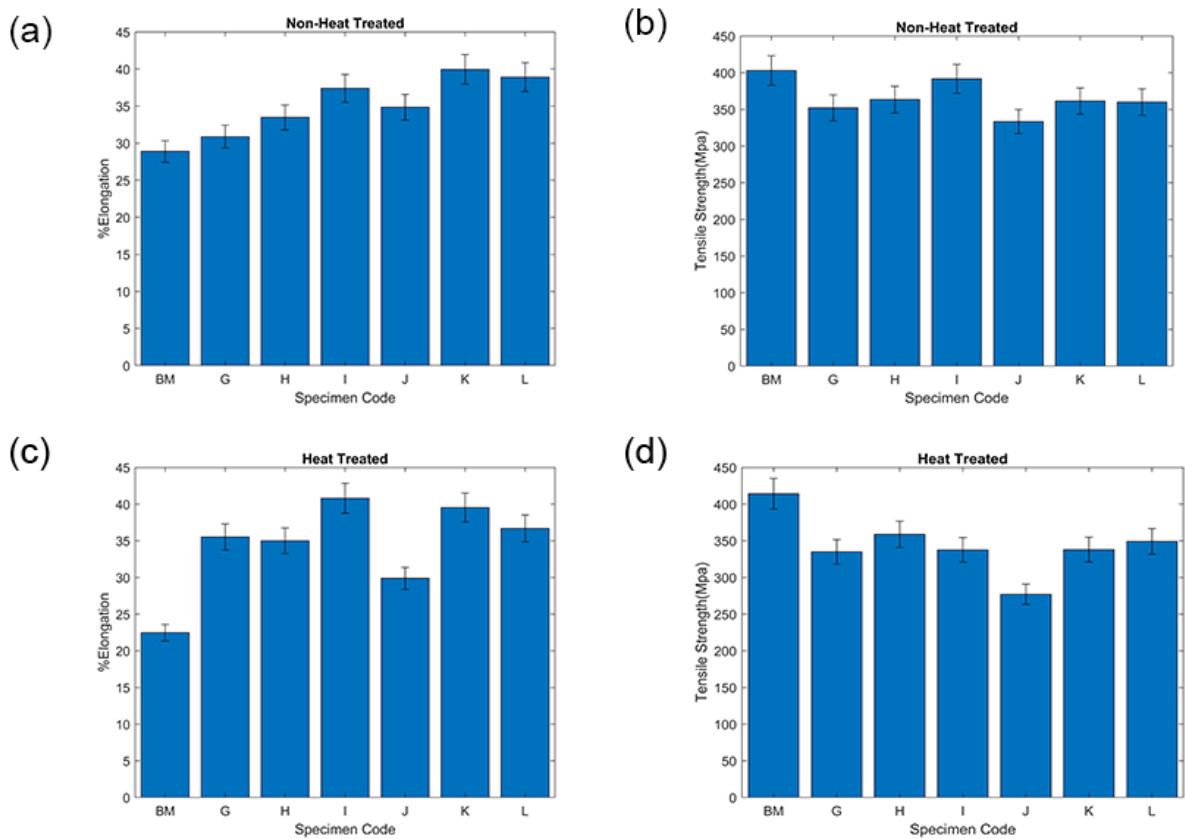 (a)
Non-Heat Treated
45
40
35
30
25
20
15
10
5
0
%Elongation
BM G H I J K L
Specimen Code
(b)
Non-Heat Treated
450
400
350
300
250
200
150
100
50
0
Tensile Strength(Mpa)
BM G H I J K L
Specimen Code
(c)
Heat Treated
45
40
35
30
25
20
15
10
5
0
%Elongation
BM G H I J K L
Specimen Code
(d)
Heat Treated
450
400
350
300
250
200
150
100
50
0
Tensile Strength(Mpa)
BM G H I J K L
Specimen Code